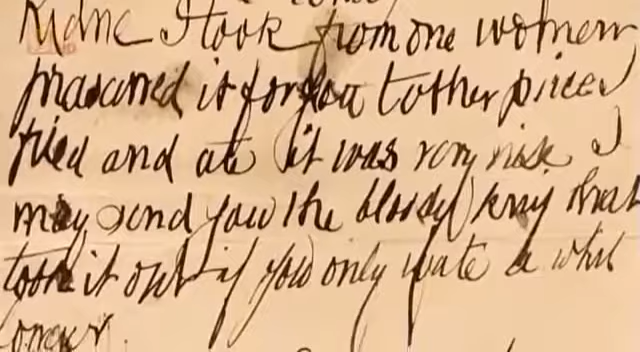 Kidne I took from one women
prasarved it for you tother piece
fried and ate it was very nise I
may send you the bloody knif that
took it out if you only wate a whil
longer